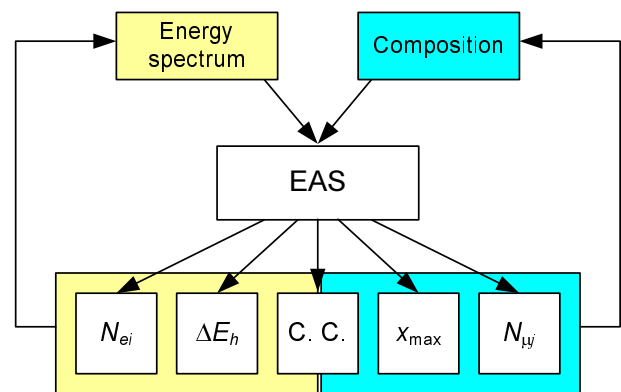 Energy
spectrum
Composition
EAS
Nei
ΔEh
C. C.
xmax
Nμj